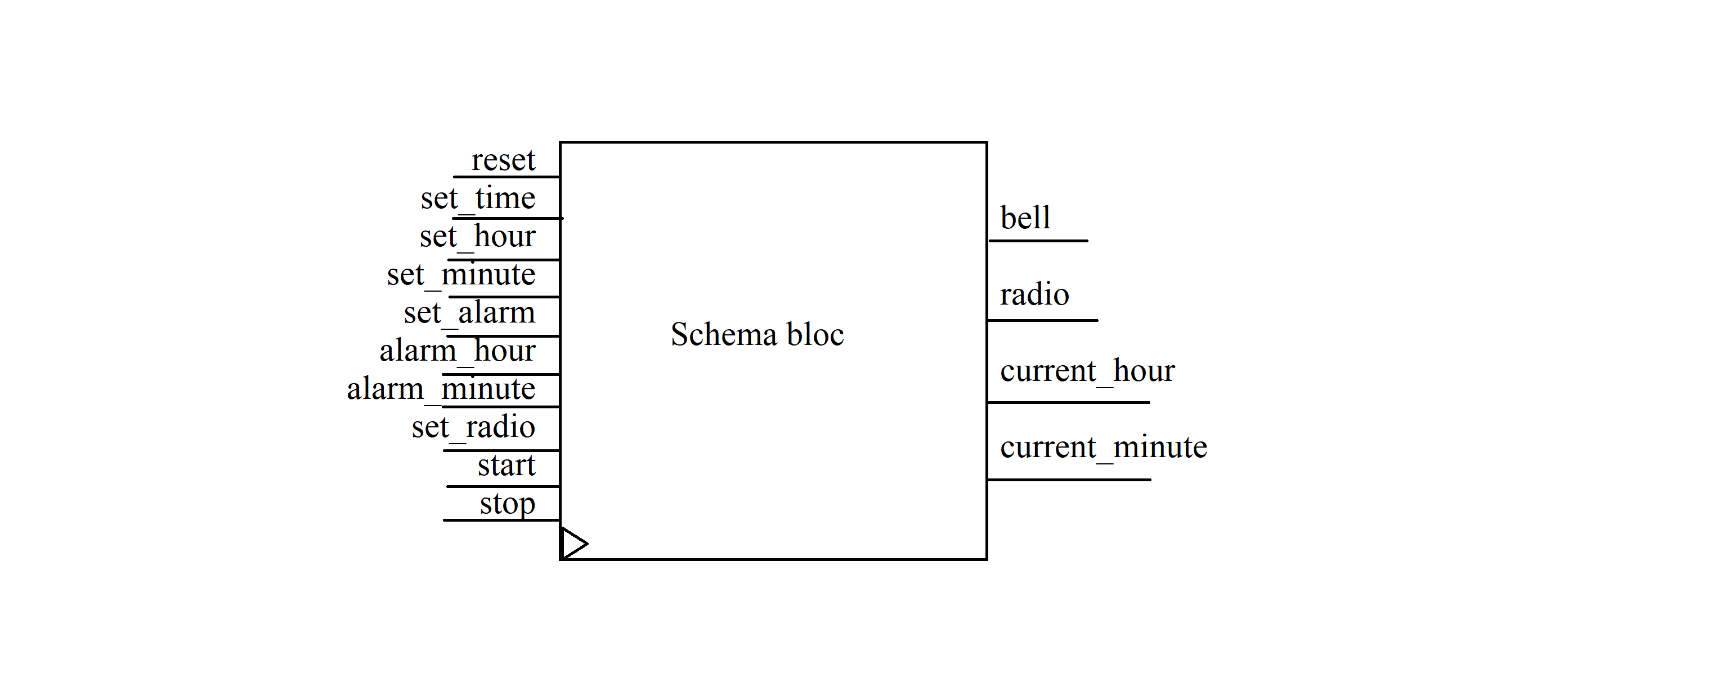 reset
set_time
set_hour
set_minute
set_alarm
alarm_hour
alarm_minute
set_radio
start
stop
Schema bloc
bell
radio
current_hour
current_minute